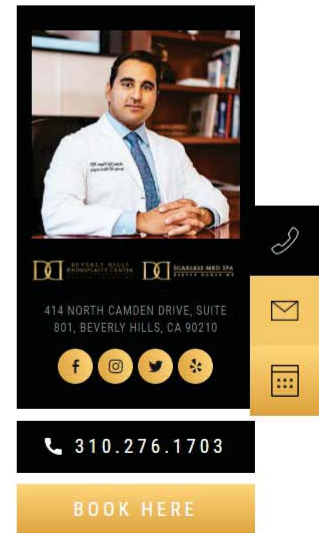 BEVERLY HILLS
RHINOPLASTY CENTER
SCARLESS MED SPA
414 NORTH CAMDEN DRIVE, SUITE
801, BEVERLY HILLS, CA 90210
310.276.1703
BOOK HERE